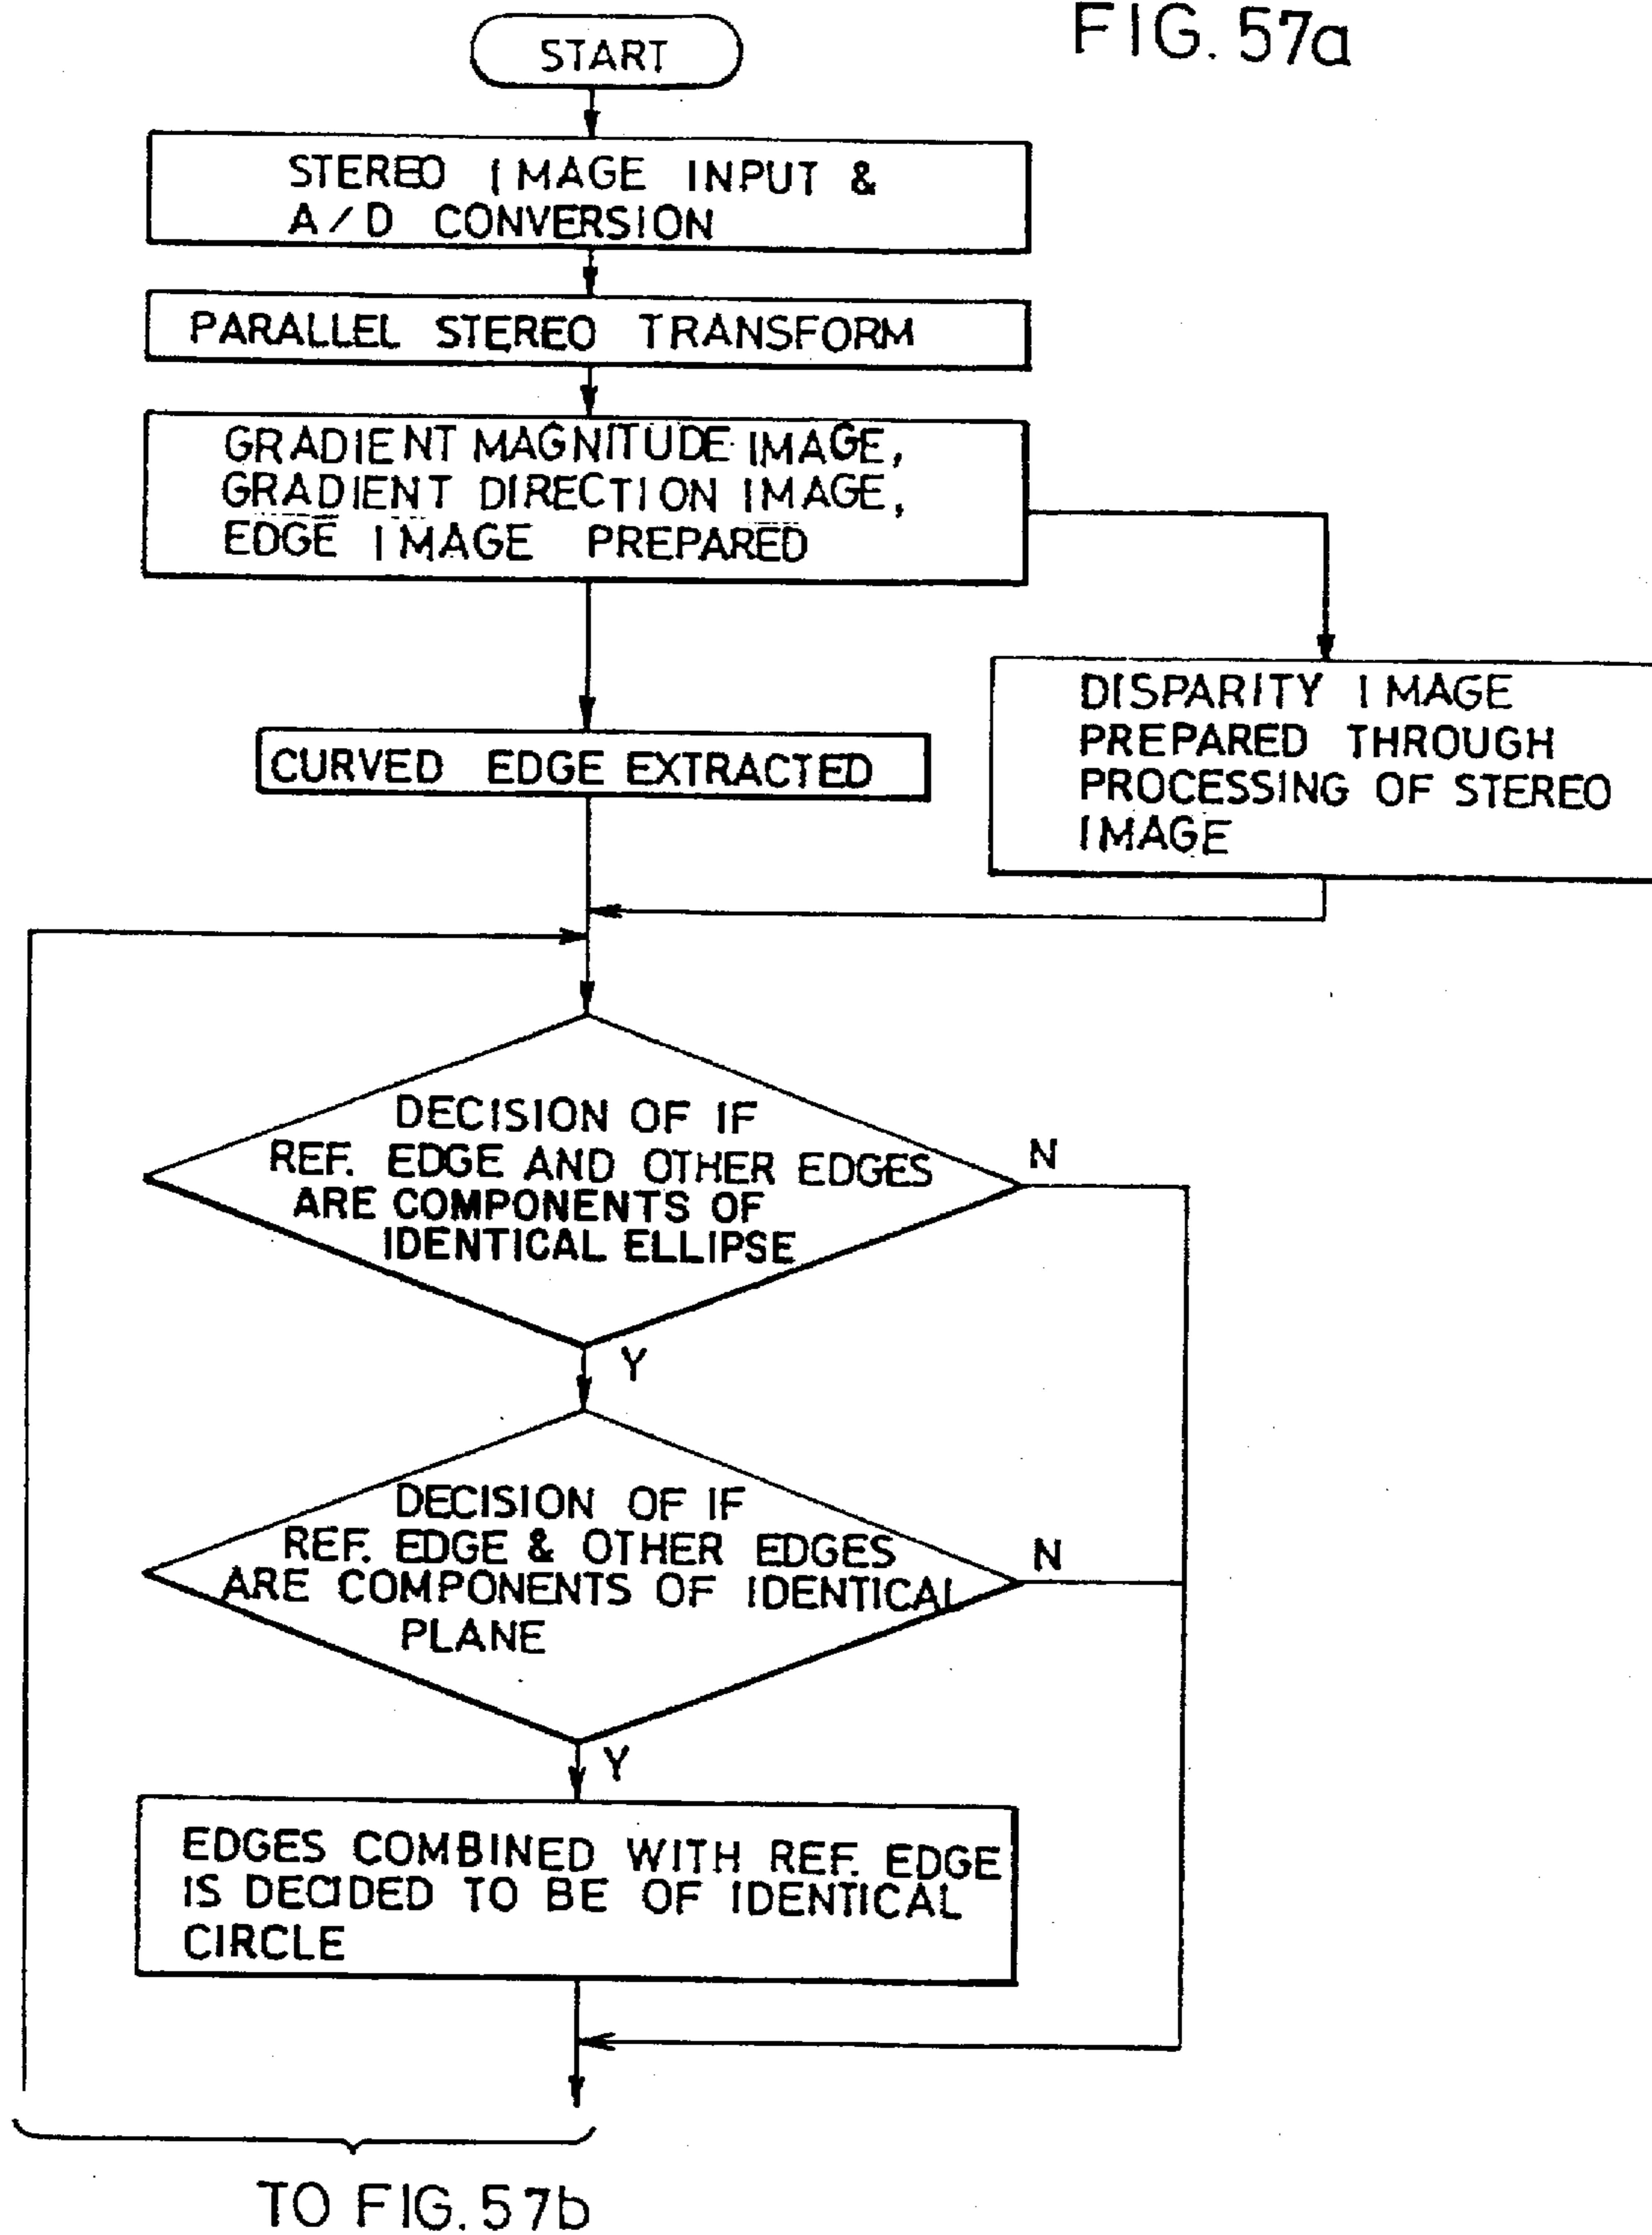 FIG. 57a
START
STEREO IMAGE INPUT &
A/D CONVERSION
PARALLEL STEREO TRANSFORM
GRADIENT MAGNITUDE IMAGE,
GRADIENT DIRECTION IMAGE,
EDGE IMAGE PREPARED
DISPARITY IMAGE
PREPARED THROUGH
PROCESSING OF STEREO
IMAGE
CURVED EDGE EXTRACTED
DECISION OF IF
REF. EDGE AND OTHER EDGES
ARE COMPONENTS OF
IDENTICAL ELLIPSE
N
Y
DECISION OF IF
REF. EDGE & OTHER EDGES
ARE COMPONENTS OF IDENTICAL
PLANE
N
Y
EDGES COMBINED WITH REF. EDGE
IS DECIDED TO BE OF IDENTICAL
CIRCLE
TO FIG. 57b